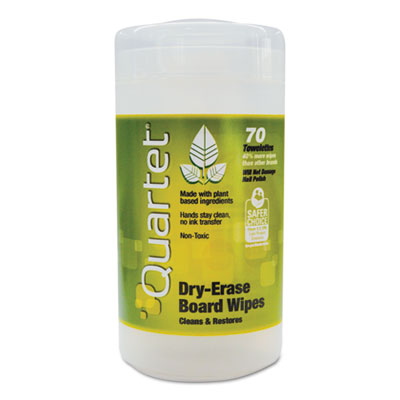 Quartet®
70
Towelettes
40% more wipes
than other brands
Will Not Damage
Nail Polish
Made with plant
based ingredients
Hands stay clean,
no ink transfer
Non-Toxic
SAFER
CHOICE
Dry-Erase
Board Wipes
Cleans & Restores